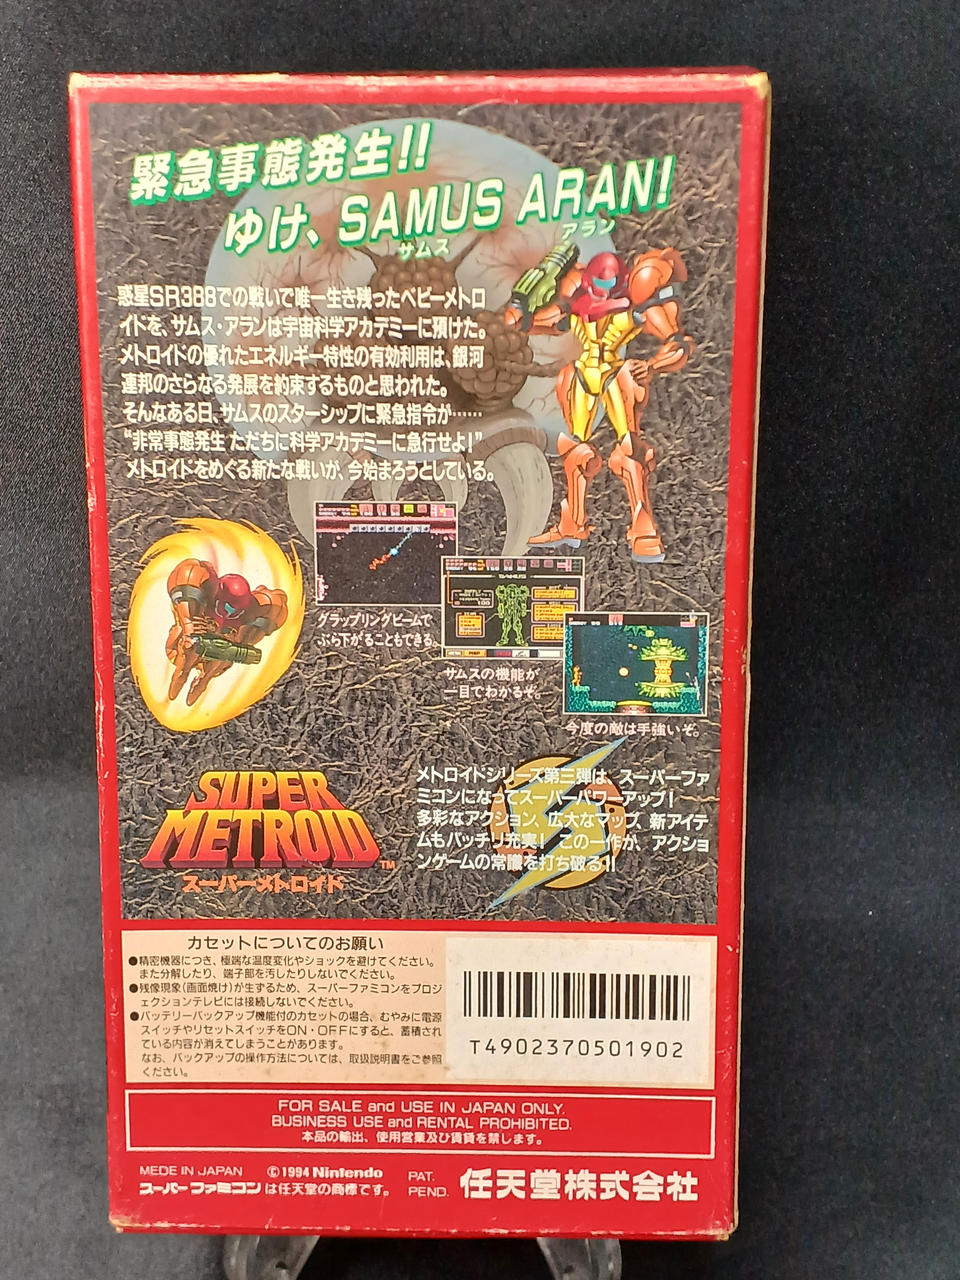 緊急事態発生!!
ゆけ、SAMUS ARAN!
サムス アラン
惑星SR388での戦いで唯一生き残ったベビーメトロ
イドを、サムス・アランは宇宙科学アカデミーに預けた。
メトロイドの優れたエネルギー特性の有効利用は、銀河
連邦のさらなる発展を約束するものと思われた。
そんなある日、サムスのスターシップに緊急指令が……
“非常事態発生 ただちに科学アカデミーに急行せよ!”
メトロイドをめぐる新たな戦いが、今始まろうとしている。
グラップリングビームで
ぶら下がることもできる。
SAMUS
サムスの機能が
一目でわかるぞ。
今度の敵は手強いぞ。
SUPER
METROID™
スーパーメトロイド
メトロイドシリーズ第三弾は、スーパーファ
ミコンになってスーパーパワーアップ!
多彩なアクション、広大なマップ、新アイテ
ムもバッチリ充実! この一作が、アクショ
ンゲームの常識を打ち破る!!
カセットについてのお願い
●精密機器につき、極端な温度変化やショックを避けてください。
また分解したり、端子部を汚したりしないでください。
●残像現象(画面焼け)が生ずるため、スーパーファミコンをプロジ
ェクションテレビには接続しないでください。
●バッテリーバックアップ機能付のカセットの場合、むやみに電源
スイッチやリセットスイッチをON・OFFにすると、蓄積され
ている内容が消えてしまうことがあります。
なお、バックアップの操作方法については、取扱説明書をご参照
ください。
T4902370501902
FOR SALE and USE IN JAPAN ONLY.
BUSINESS USE and RENTAL PROHIBITED.
本品の輸出、使用営業及び賃貸を禁じます。
MEDE IN JAPAN ©1994 Nintendo
スーパーファミコンは任天堂の商標です。
PAT.
PEND.
任天堂株式会社